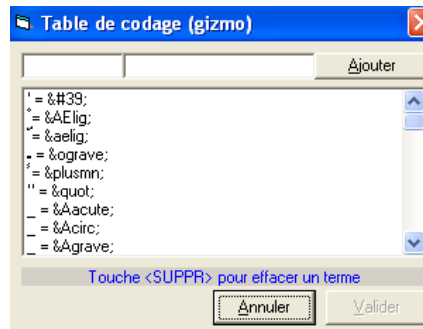 Table de codage (gizmo)
Ajouter
' = &#39;
= &AElig;
= &aelig;
= &ograve;
= &plusmn;
" = &quot;
_ = &Aacute;
_ = &Acirc;
_ = &Agrave;
Touche <SUPPR> pour effacer un terme
Annuler
Valider